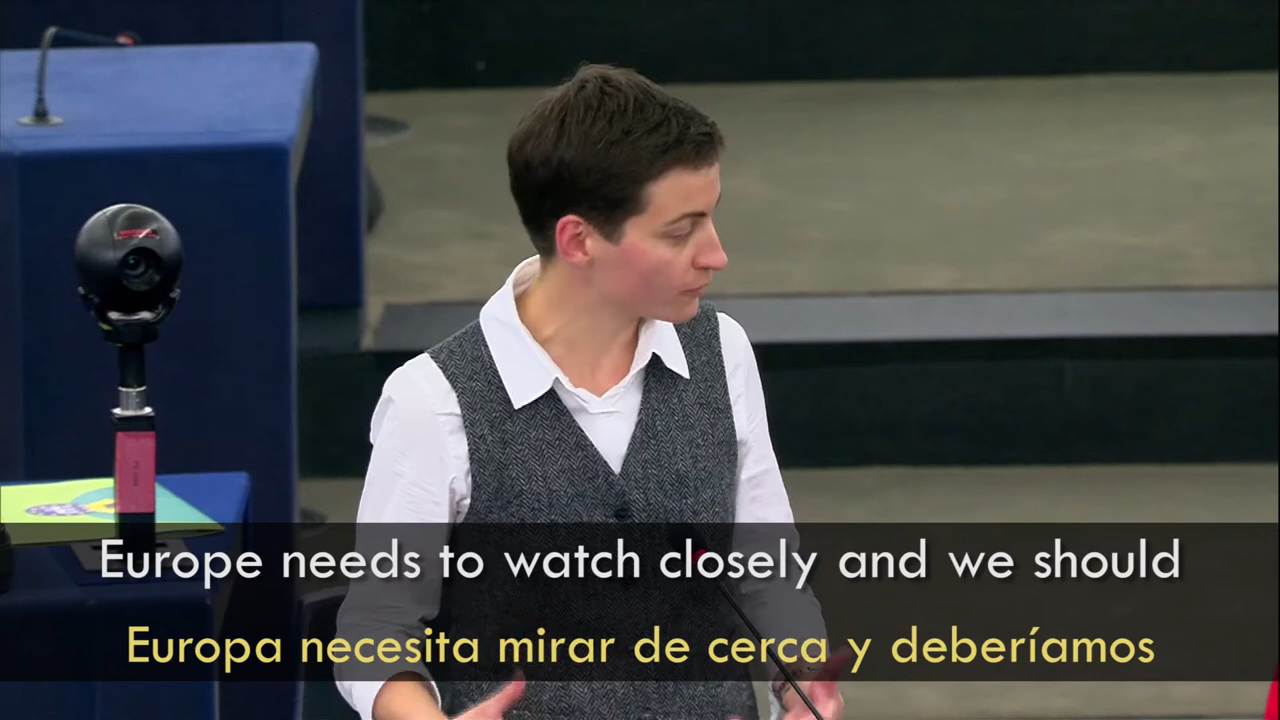 Europe needs to watch closely and we should
Europa necesita mirar de cerca y deberíamos